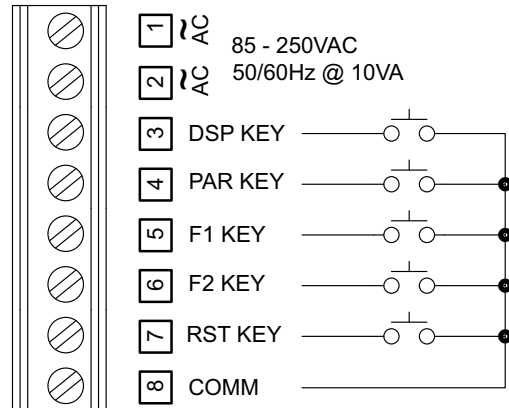 1 ~ AC
85 - 250VAC
2 ~ AC
50/60Hz @ 10VA
3 DSP KEY
4 PAR KEY
5 F1 KEY
6 F2 KEY
7 RST KEY
8 COMM